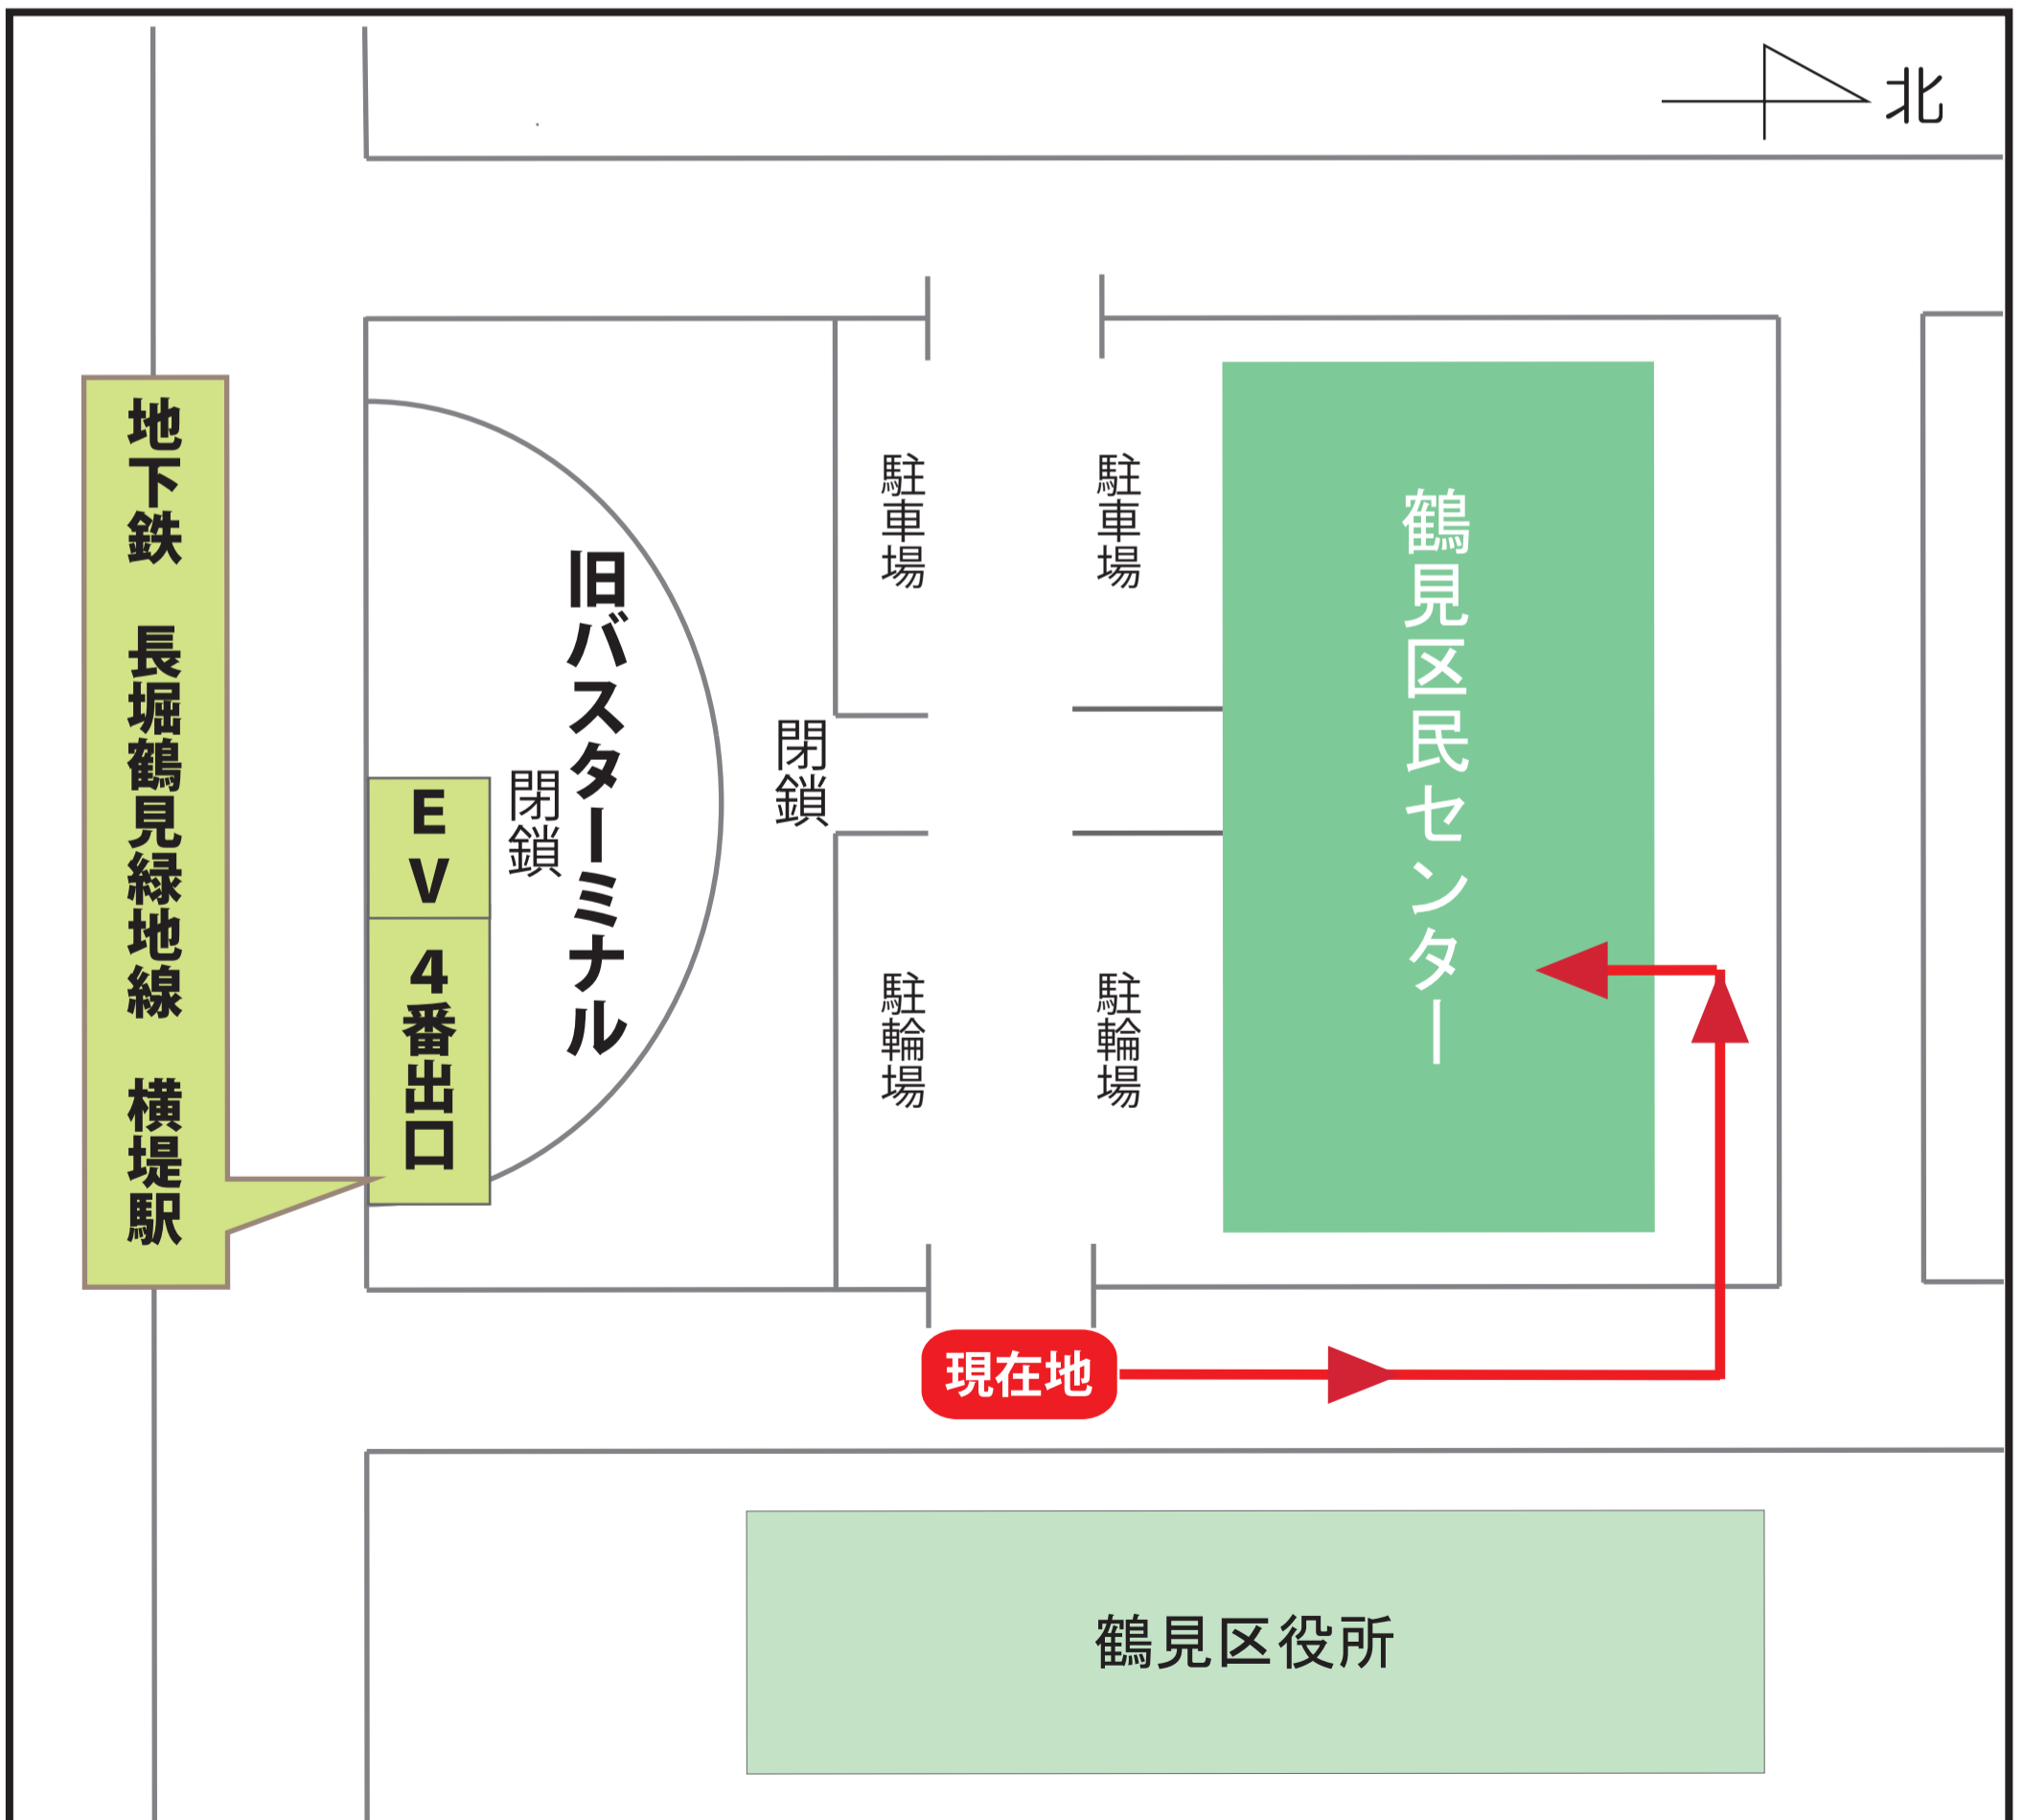 北
地下鉄 長堀鶴見緑地線 横堤駅
EV
4番出口
閉鎖
旧バスターミナル
閉鎖
駐車場
駐車場
駐輪場
駐輪場
鶴見区民センター
現在地
鶴見区役所